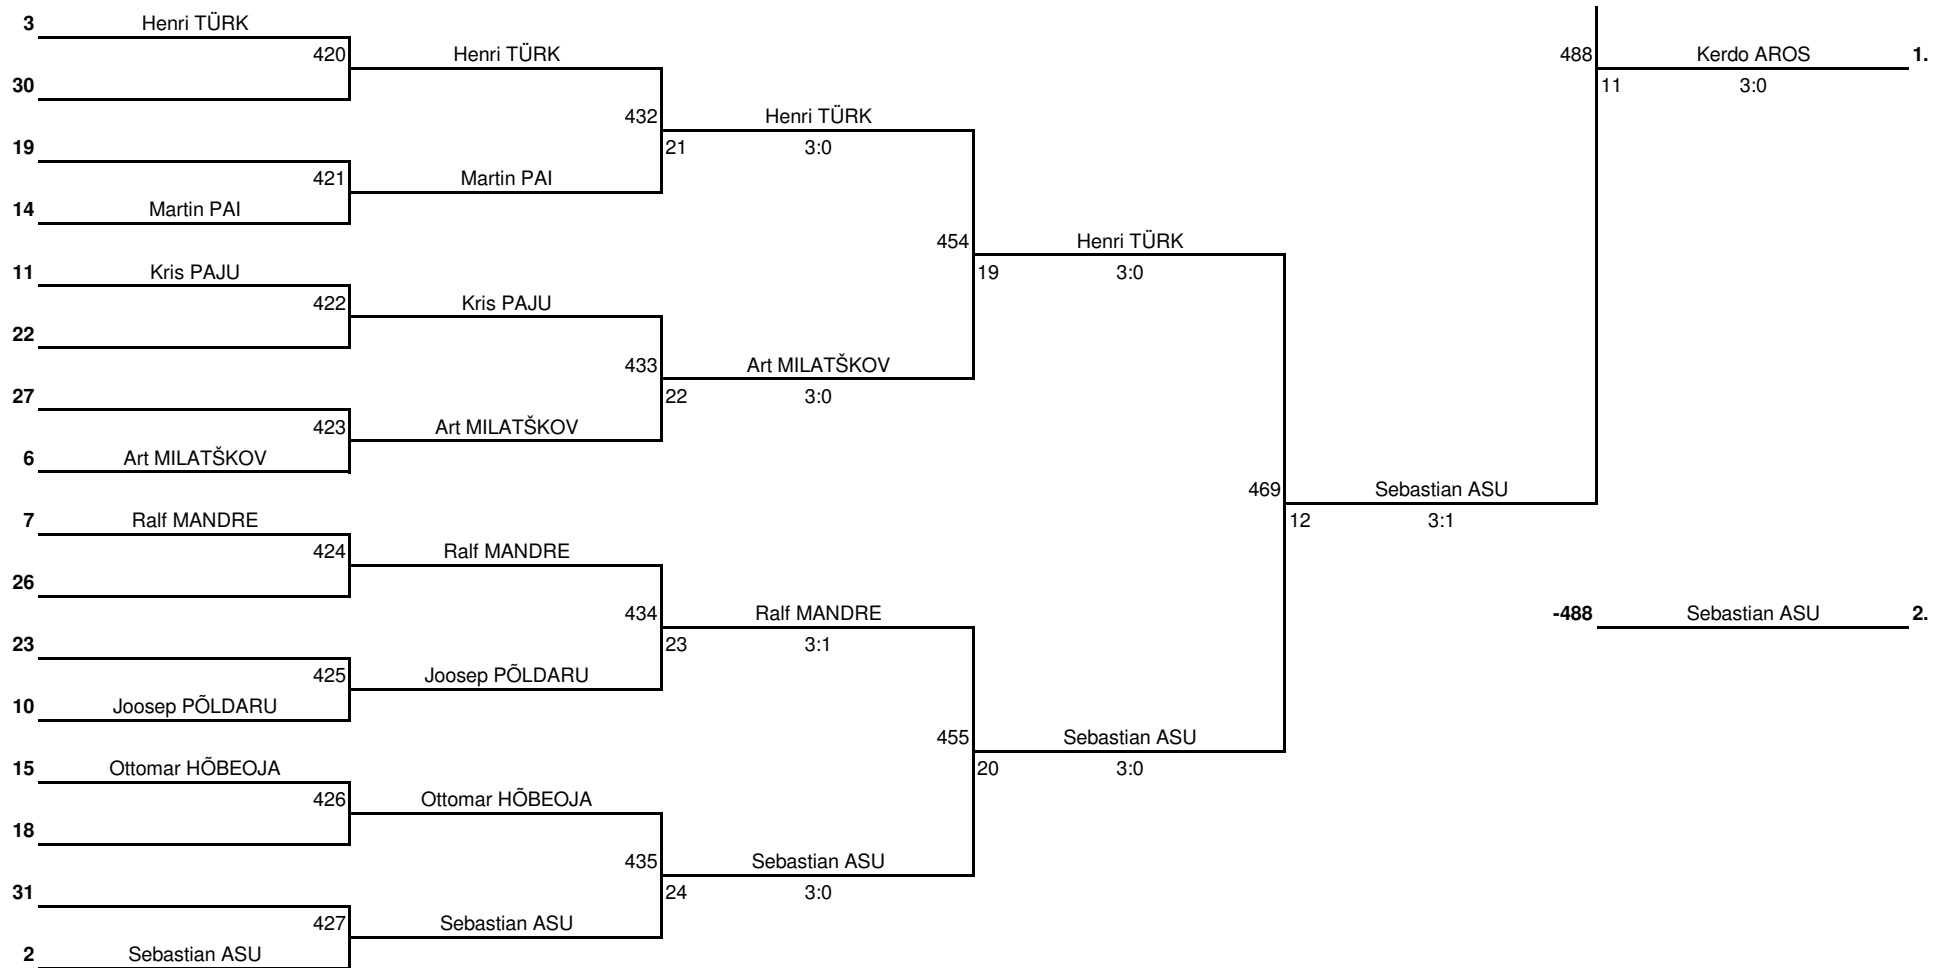 3 Henri TÜRK
420 Henri TÜRK 488 Kerdo AROS 1.
30 11 3:0
432 Henri TÜRK
19 21 3:0
421 Martin PAI
14 Martin PAI
454 Henri TÜRK
11 Kris PAJU 19 3:0
422 Kris PAJU
22
433 Art MILATŠKOV
27 22 3:0
423 Art MILATŠKOV
6 Art MILATŠKOV
469 Sebastian ASU
7 Ralf MANDRE 12 3:1
424 Ralf MANDRE
26
434 Ralf MANDRE -488 Sebastian ASU 2.
23 23 3:1
425 Joosep PÕLDARU
10 Joosep PÕLDARU
455 Sebastian ASU
15 Ottomar HÕBEOJA 20 3:0
426 Ottomar HÕBEOJA
18
435 Sebastian ASU
31 24 3:0
427 Sebastian ASU
2 Sebastian ASU